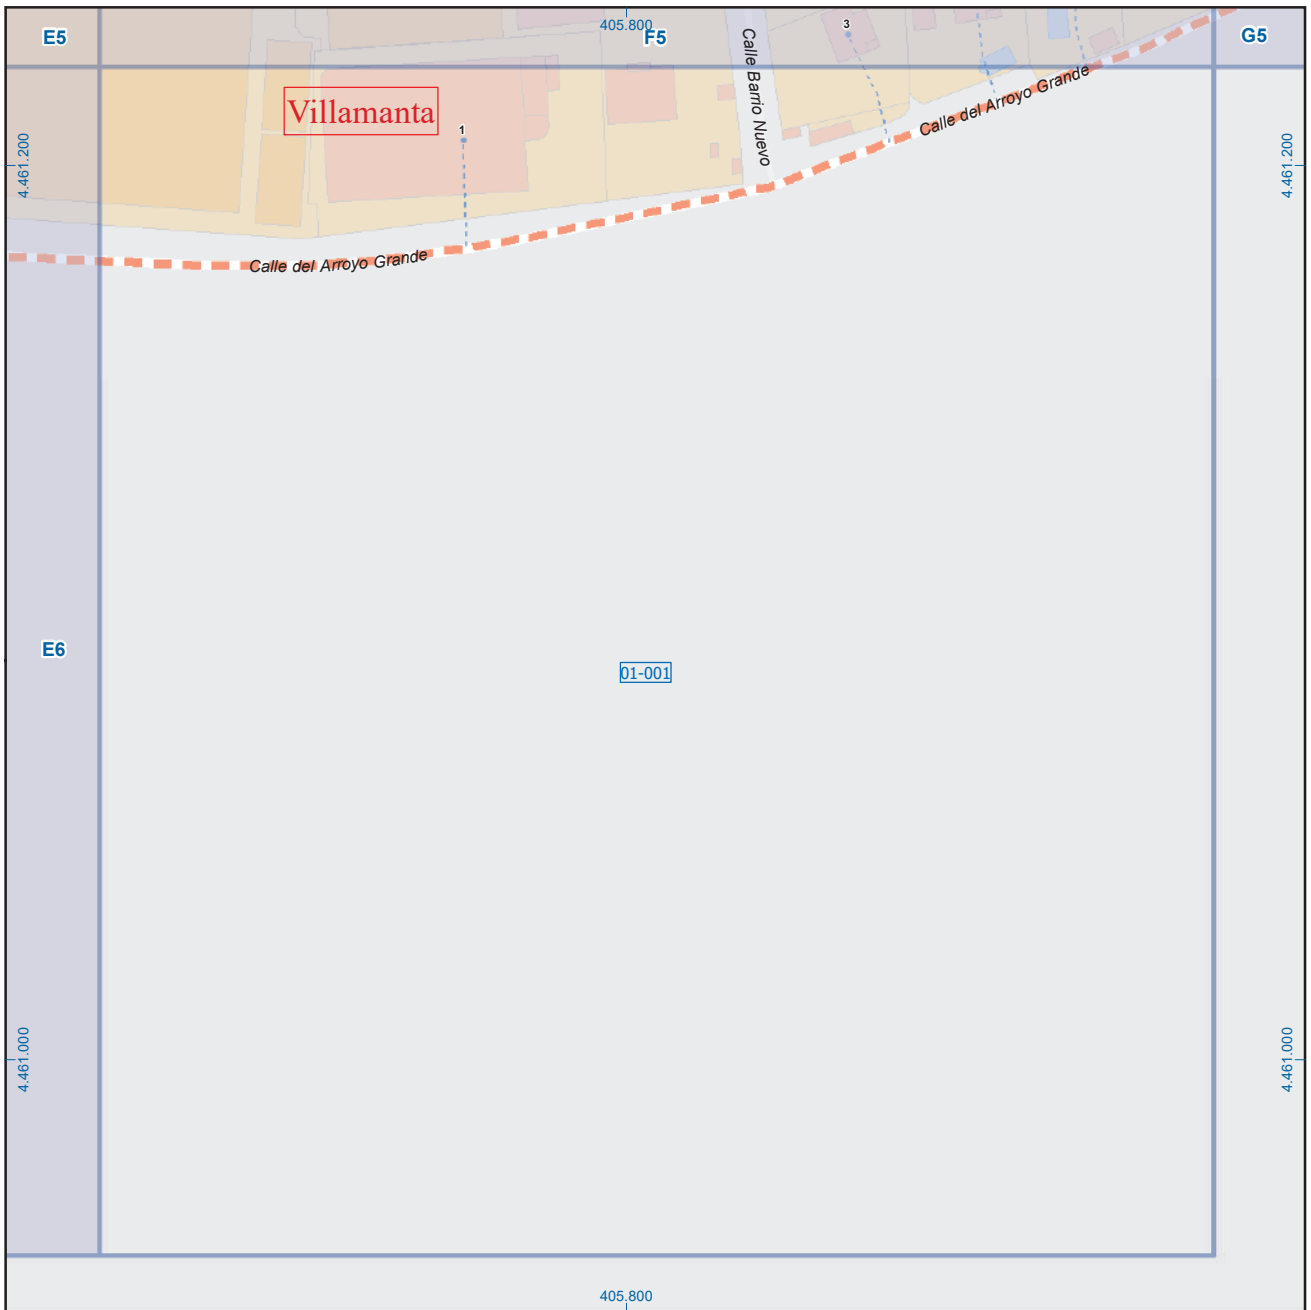 405.800
E5
F5
G5
3
Calle Barrio Nuevo
Villamanta
1
Calle del Arroyo Grande
4.461.200
4.461.200
Calle del Arroyo Grande
E6
01-001
4.461.000
4.461.000
405.800